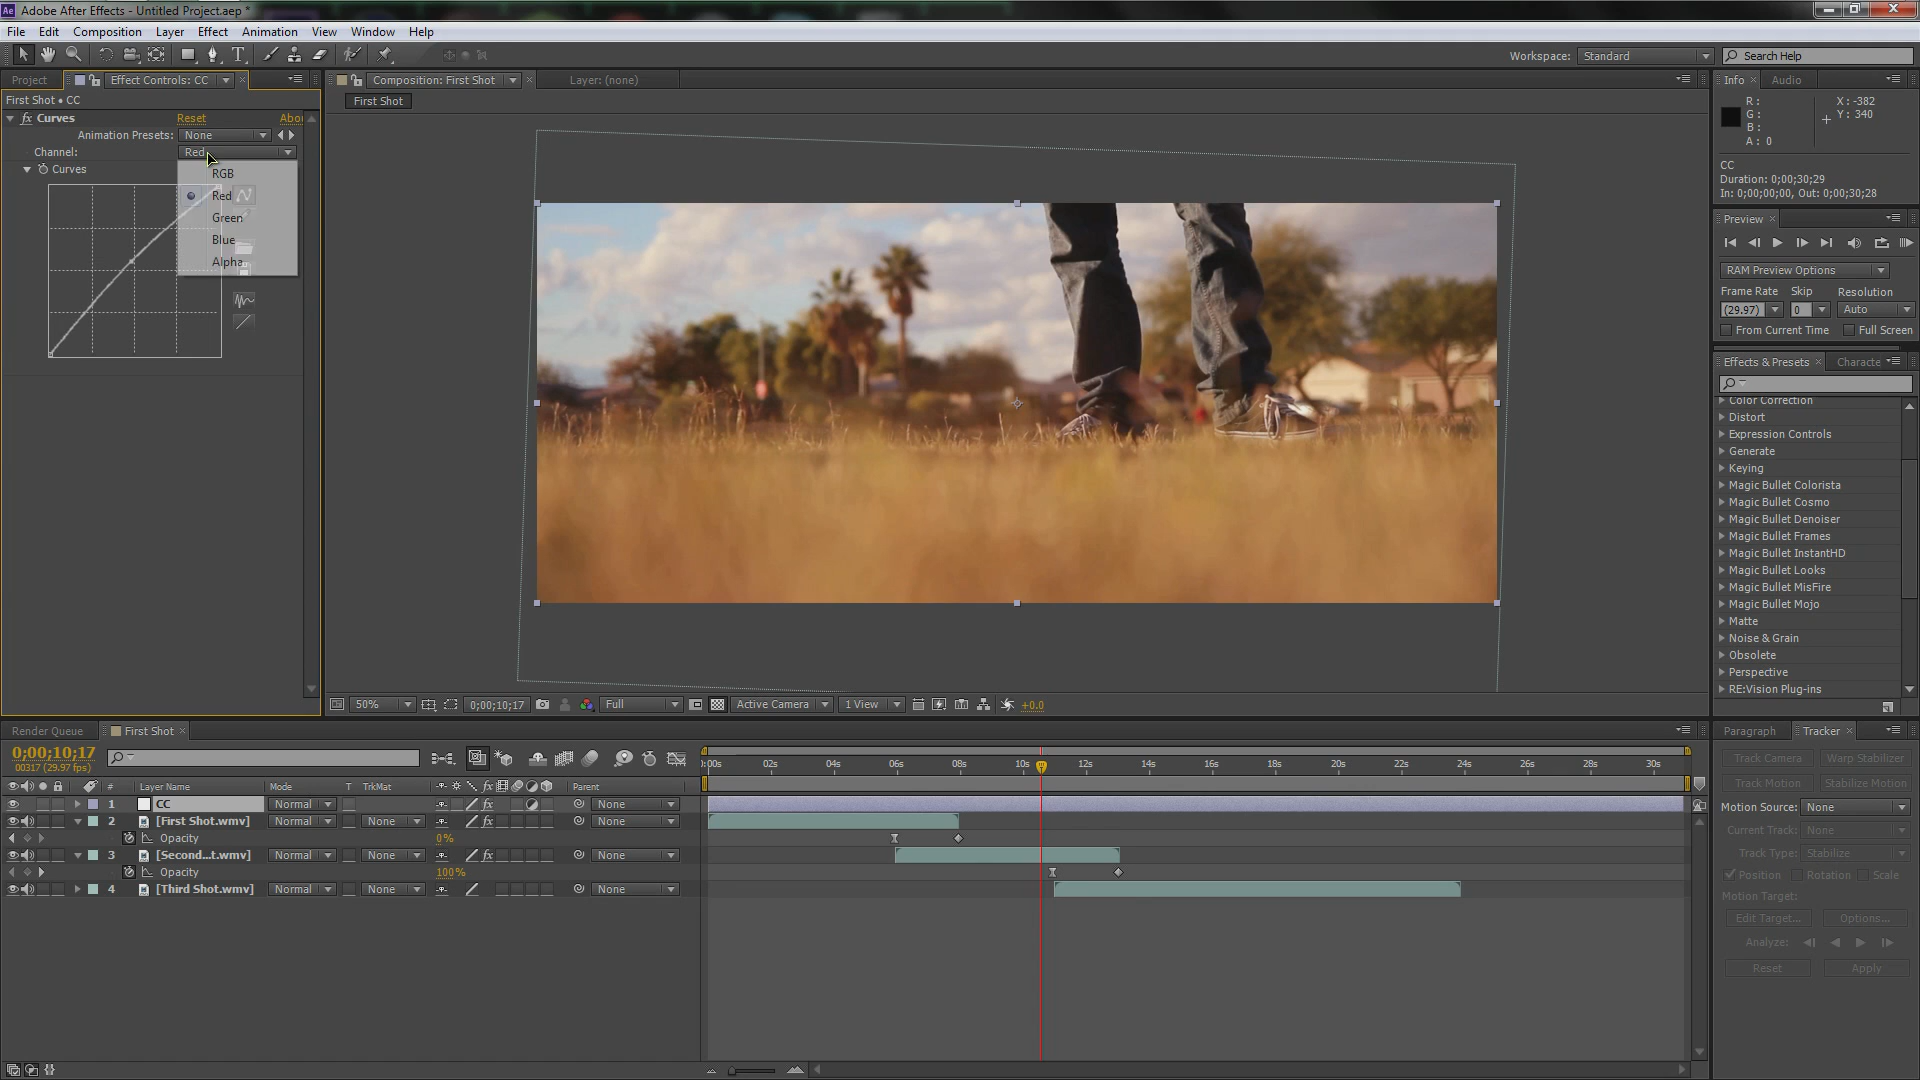 Ae Adobe After Effects - Untitled Project.aep *
File Edit Composition Layer Effect Animation View Window Help
Workspace: Standard Search Help
Project Effect Controls: CC
First Shot • CC
fx Curves Reset Abou
Animation Presets: None
Channel: Red
Curves
RGB
Red
Green
Blue
Alpha
Composition: First Shot Layer: (none)
First Shot
50% 0;00;10;17 Full Active Camera 1 View +0.0
Info Audio
R:
G:
B:
A: 0
X: -382
Y: 340
CC
Duration: 0;00;30;29
In: 0;00;00;00, Out: 0;00;30;28
Preview
RAM Preview Options
Frame Rate Skip Resolution
(29.97) 0 Auto
From Current Time Full Screen
Effects & Presets Characte
Color Correction
Distort
Expression Controls
Generate
Keying
Magic Bullet Colorista
Magic Bullet Cosmo
Magic Bullet Denoiser
Magic Bullet Frames
Magic Bullet InstantHD
Magic Bullet Looks
Magic Bullet MisFire
Magic Bullet Mojo
Matte
Noise & Grain
Obsolete
Perspective
RE:Vision Plug-ins
Render Queue First Shot
0;00;10;17
00317 (29.97 fps)
# Layer Name Mode T TrkMat fx Parent
1 CC Normal fx None
2 [First Shot.wmv] Normal None fx None
Opacity 0%
3 [Second...t.wmv] Normal None fx None
Opacity 100%
4 [Third Shot.wmv] Normal None None
:00s 02s 04s 06s 08s 10s 12s 14s 16s 18s 20s 22s 24s 26s 28s 30s
Paragraph Tracker
Track Camera Warp Stabilizer
Track Motion Stabilize Motion
Motion Source: None
Current Track: None
Track Type: Stabilize
Position Rotation Scale
Motion Target:
Edit Target... Options...
Analyze:
Reset Apply